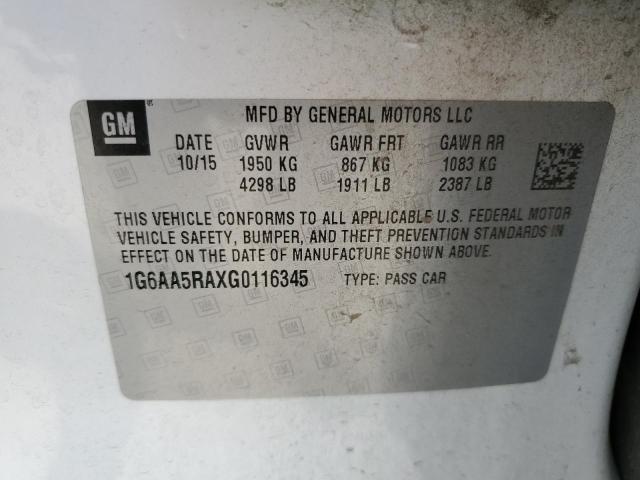 GM MFD BY GENERAL MOTORS LLC
DATE GVWR GAWR FRT GAWR RR
10/15 1950 KG 867 KG 1083 KG
4298 LB 1911 LB 2387 LB
THIS VEHICLE CONFORMS TO ALL APPLICABLE U.S. FEDERAL MOTOR
VEHICLE SAFETY, BUMPER, AND THEFT PREVENTION STANDARDS IN
EFFECT ON THE DATE OF MANUFACTURE SHOWN ABOVE.
1G6AA5RAXG0116345 TYPE: PASS CAR